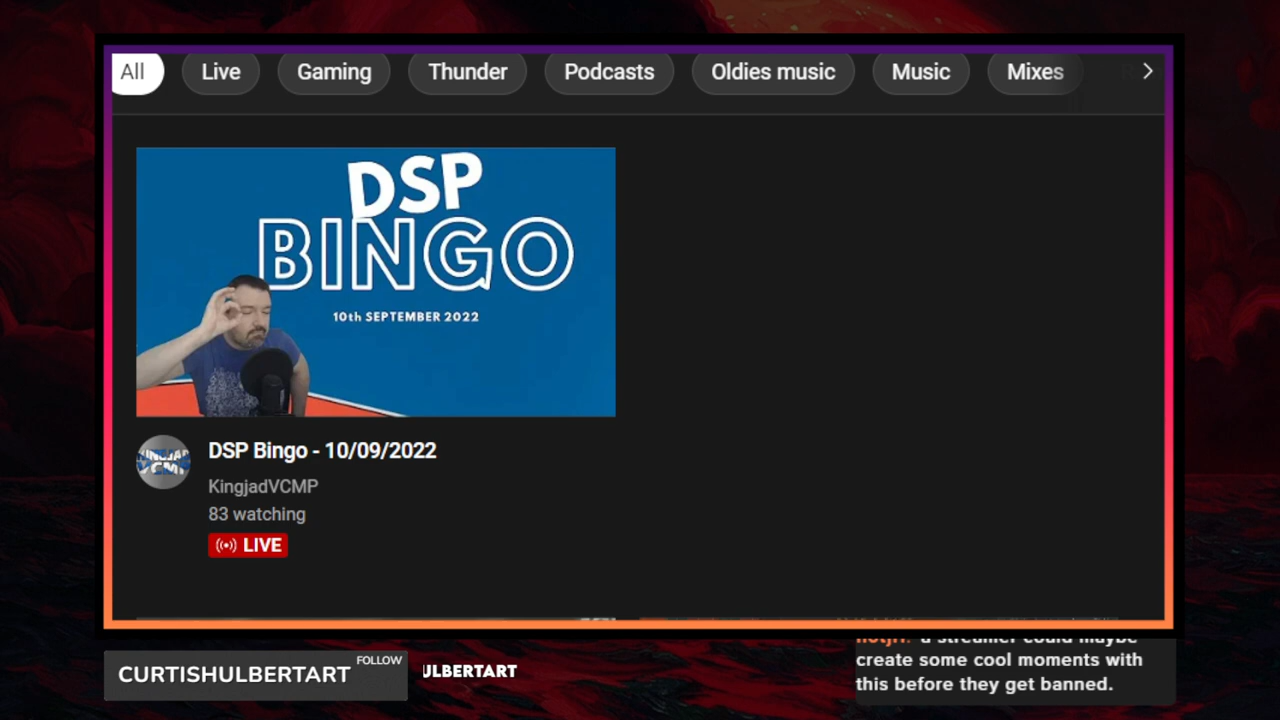 All
Live
Gaming
Thunder
Podcasts
Oldies music
Music
Mixes
DSP
BINGO
10th SEPTEMBER 2022
DSP Bingo - 10/09/2022
KingjadVCMP
83 watching
LIVE
a streamer could maybe
create some cool moments with
this before they get banned.
CURTISHULBERTART
FOLLOW
ULBERTART